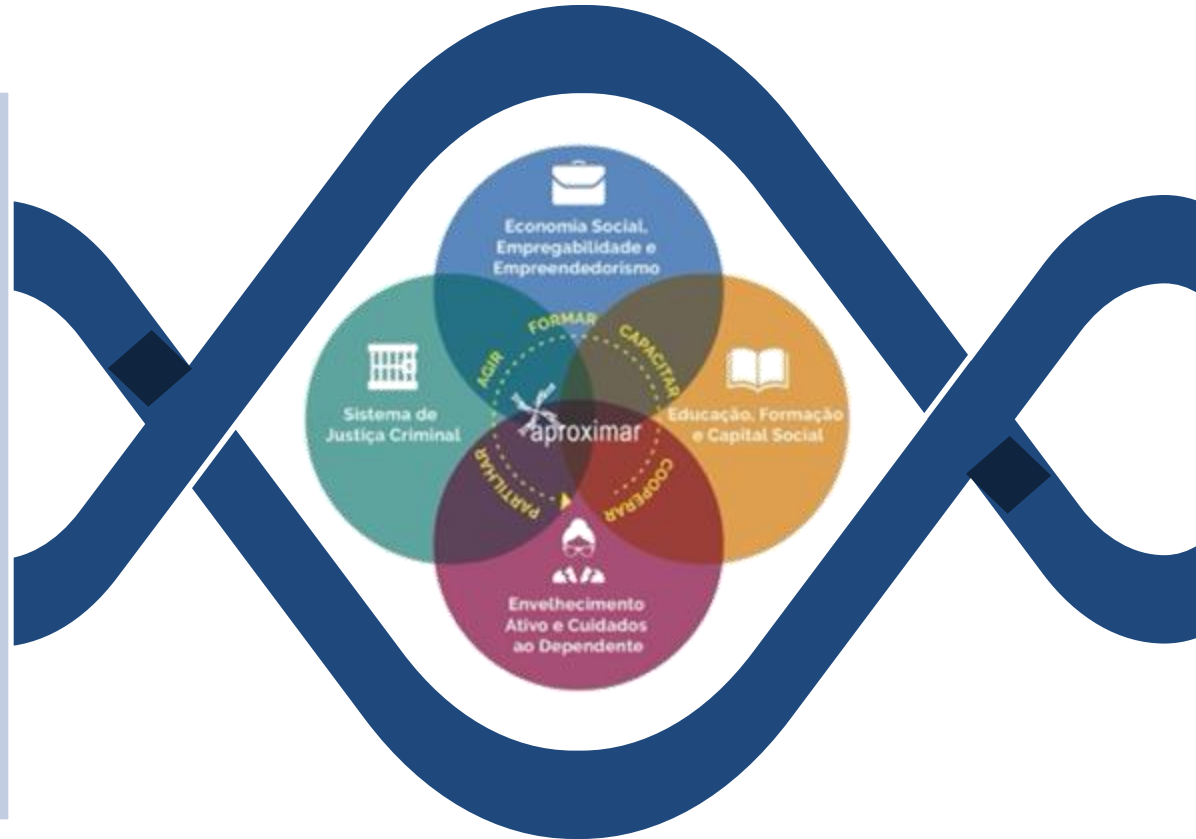 Economia Social,
Empregabilidade e
Empreendedorismo
FORMAR
CAPACITAR
AGIR
Sistema de
Justiça Criminal
aproximar
Educação, Formação
e Capital Social
PARTILHAR
COOPERAR
Envelhecimento
Ativo e Cuidados
ao Dependente